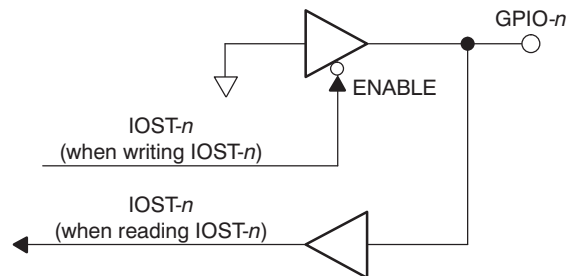 GPIO-n
ENABLE
IOST-n
(when writing IOST-n)
IOST-n
(when reading IOST-n)